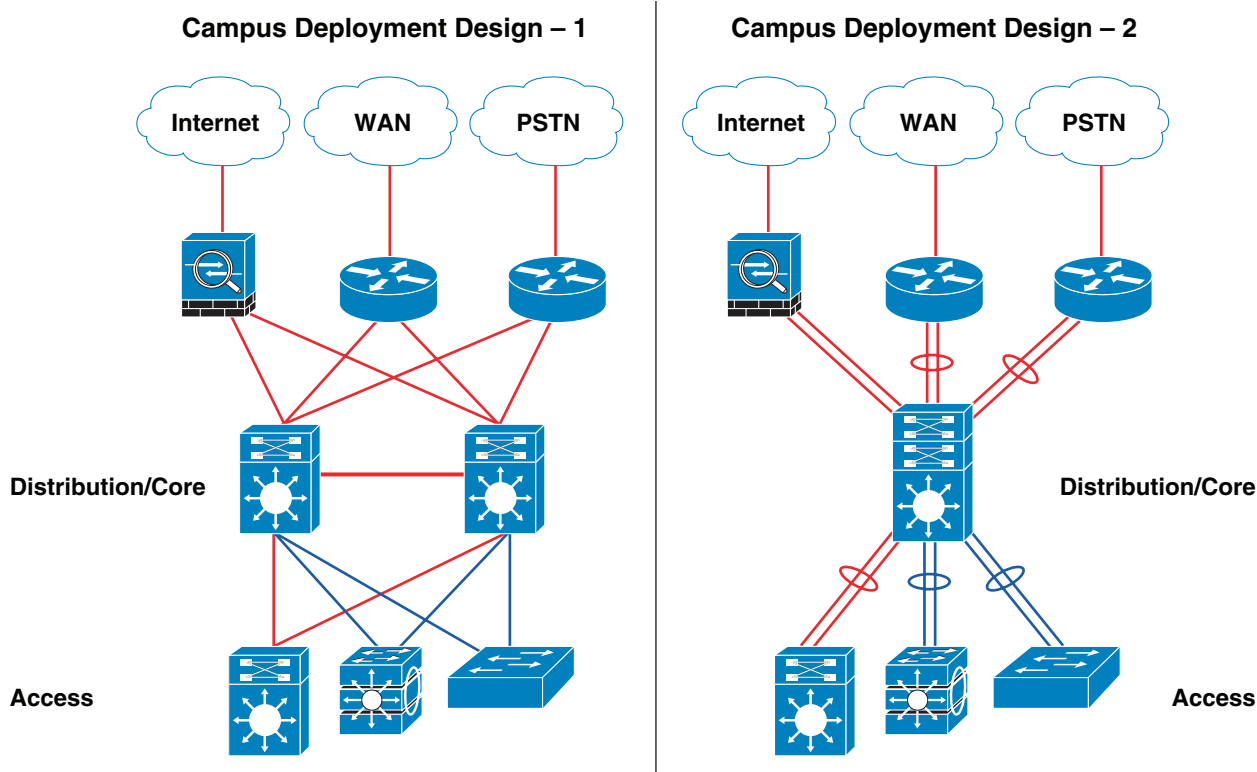 Campus Deployment Design – 1
Internet
WAN
PSTN
Distribution/Core
Access
Campus Deployment Design – 2
Internet
WAN
PSTN
Distribution/Core
Access